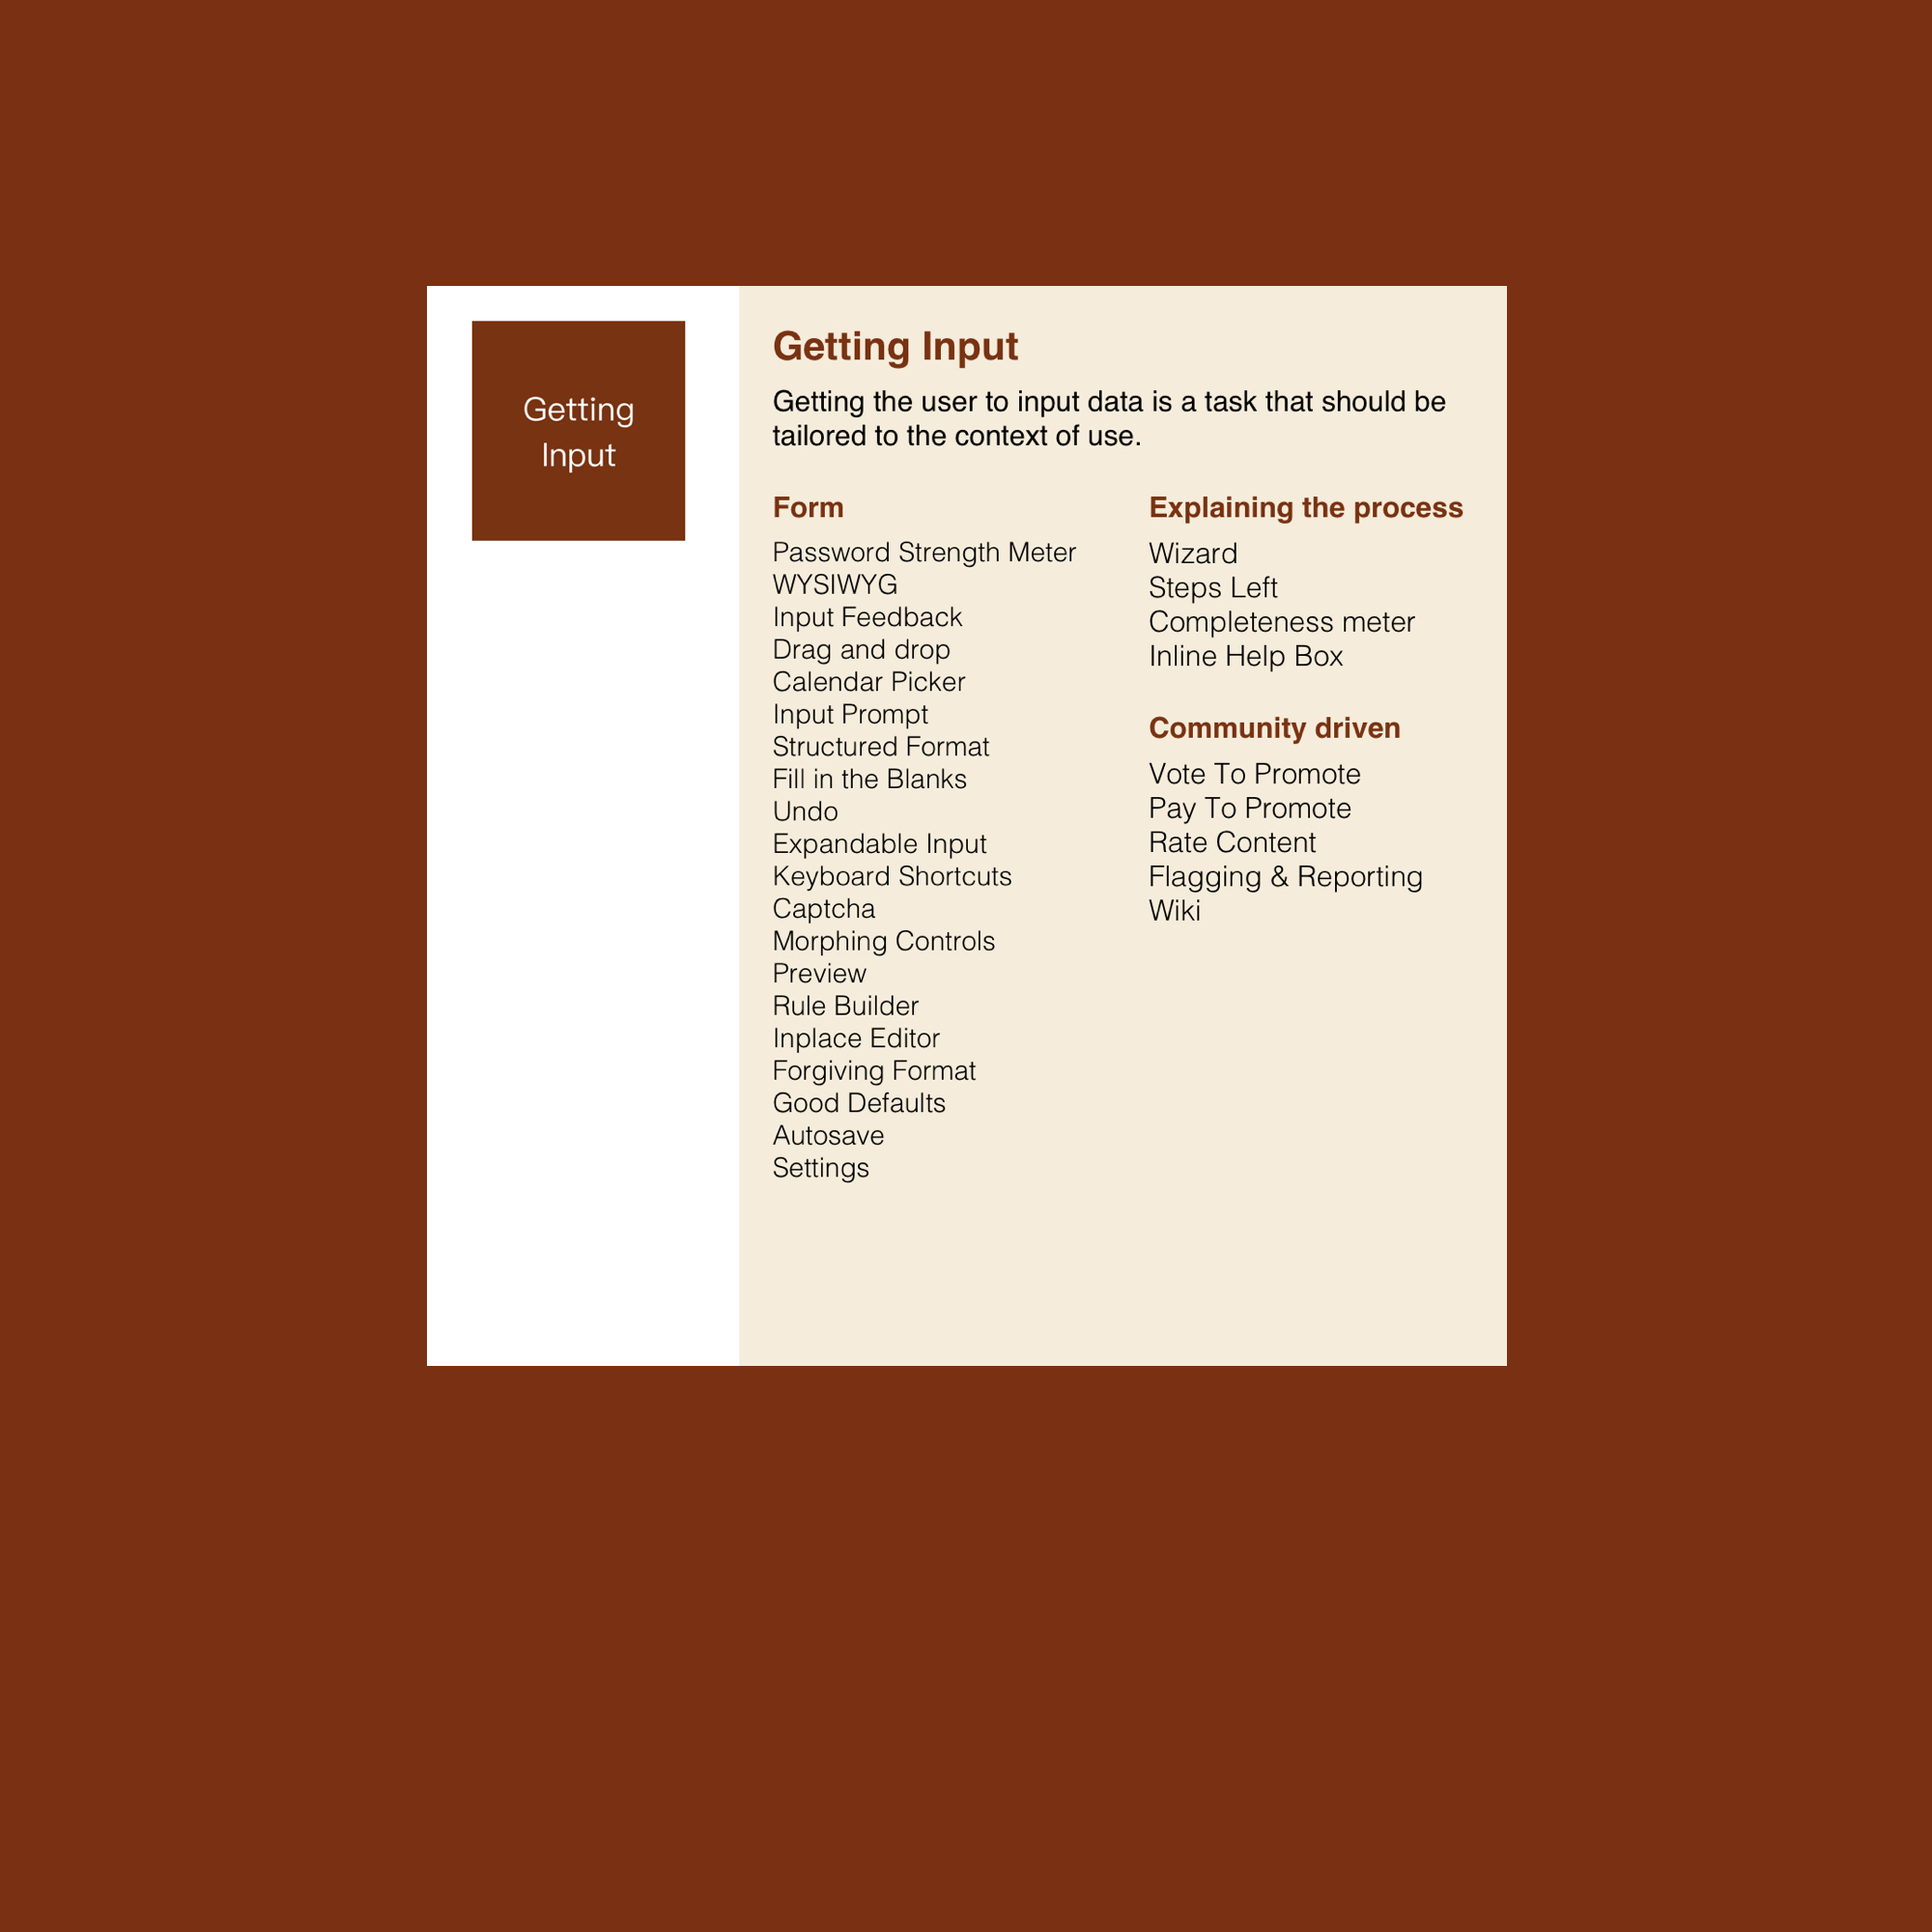 Getting
Input
Getting Input
Getting the user to input data is a task that should be
tailored to the context of use.
Form
Password Strength Meter
WYSIWYG
Input Feedback
Drag and drop
Calendar Picker
Input Prompt
Structured Format
Fill in the Blanks
Undo
Expandable Input
Keyboard Shortcuts
Captcha
Morphing Controls
Preview
Rule Builder
Inplace Editor
Forgiving Format
Good Defaults
Autosave
Settings
Explaining the process
Wizard
Steps Left
Completeness meter
Inline Help Box
Community driven
Vote To Promote
Pay To Promote
Rate Content
Flagging & Reporting
Wiki